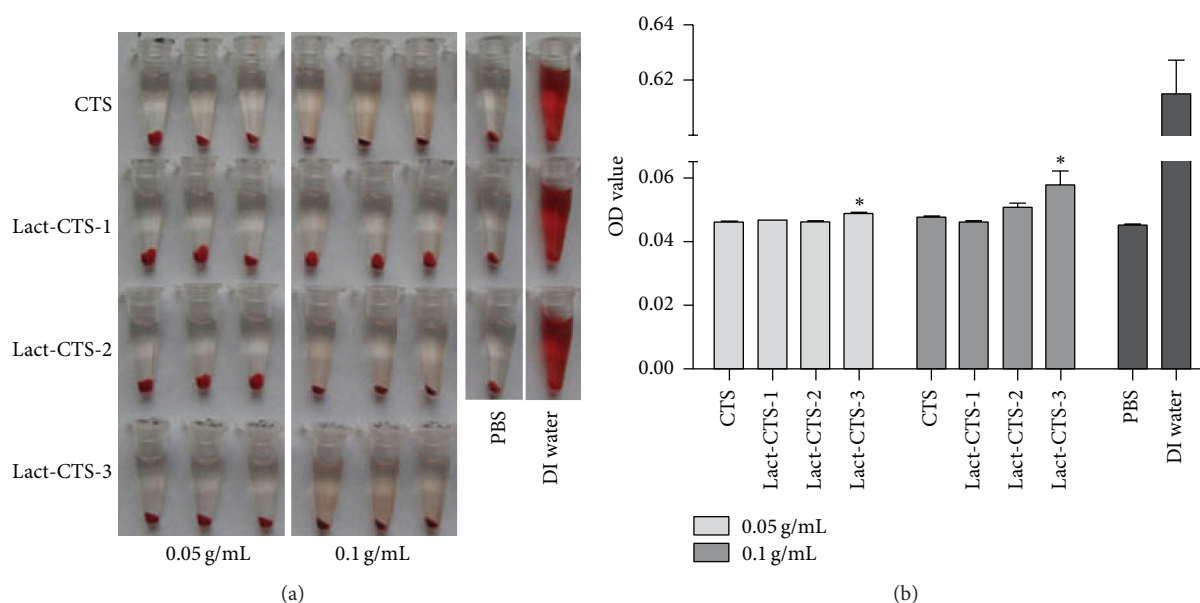 CTS
Lact-CTS-1
Lact-CTS-2
Lact-CTS-3
0.05 g/mL
0.1 g/mL
PBS
DI water
(a)
OD value
0.64
0.62
0.06
0.04
0.02
0.00
*
*
CTS
Lact-CTS-1
Lact-CTS-2
Lact-CTS-3
CTS
Lact-CTS-1
Lact-CTS-2
Lact-CTS-3
PBS
DI water
0.05 g/mL
0.1 g/mL
(b)